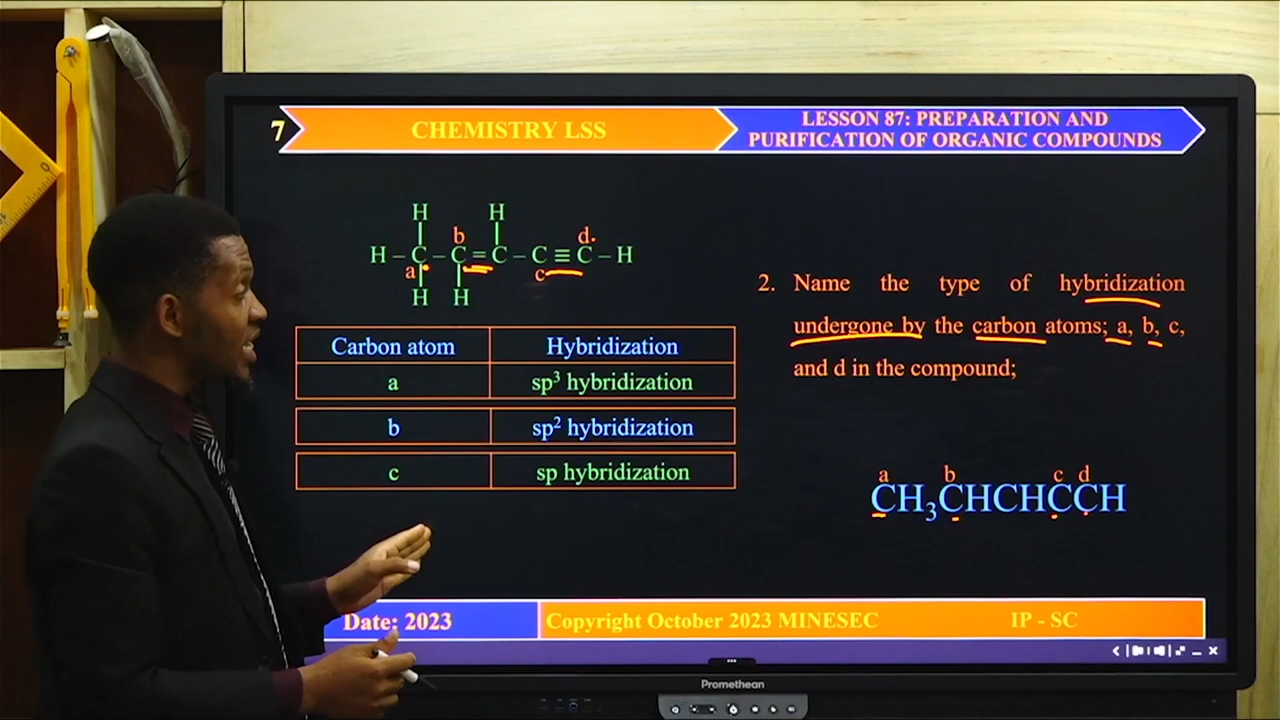 7
CHEMISTRY LSS
LESSON 87: PREPARATION AND
PURIFICATION OF ORGANIC COMPOUNDS
H H
b d.
H – C – C = C – C ≡ C – H
a c
H H
Carbon atom Hybridization
a sp³ hybridization
b sp² hybridization
c sp hybridization
2. Name the type of hybridization
undergone by the carbon atoms; a, b, c,
and d in the compound;
a b c d
CH₃CHCHCCH
Date: 2023
Copyright October 2023 MINESEC
IP - SC
Promethean